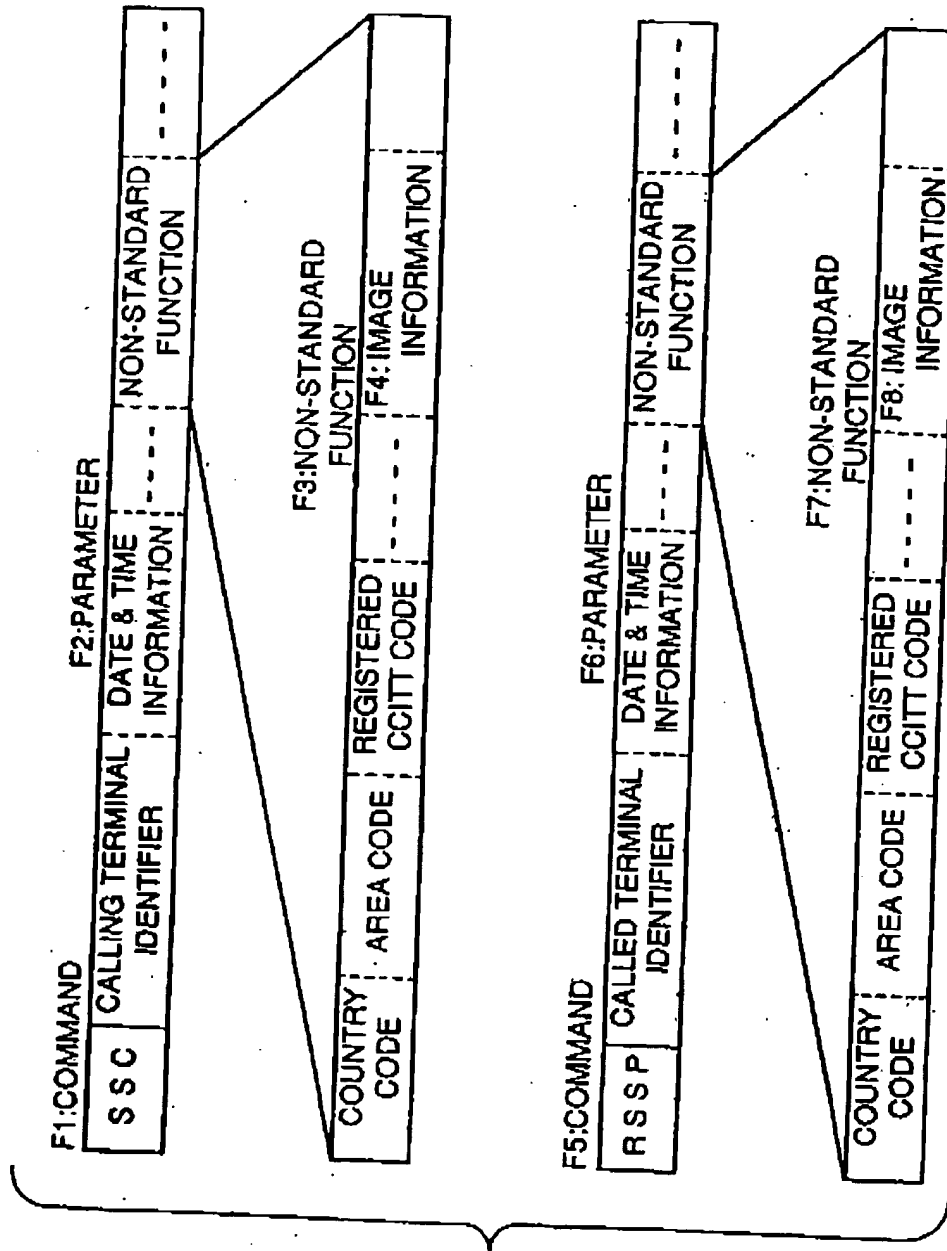 F1:COMMAND
F2:PARAMETER
S S C
CALLING TERMINAL
IDENTIFIER
DATE & TIME
INFORMATION
NON-STANDARD
FUNCTION
F3:NON-STANDARD
FUNCTION
COUNTRY
CODE
AREA CODE
REGISTERED
CCITT CODE
F4: IMAGE
INFORMATION
F5:COMMAND
F6:PARAMETER
R S S P
CALLED TERMINAL
IDENTIFIER
DATE & TIME
INFORMATION
NON-STANDARD
FUNCTION
F7:NON-STANDARD
FUNCTION
COUNTRY
CODE
AREA CODE
REGISTERED
CCITT CODE
F8: IMAGE
INFORMATION